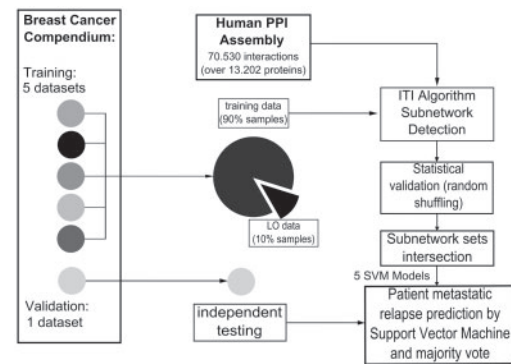 Breast Cancer
Compendium:
Training:
5 datasets
Validation:
1 dataset
Human PPI
Assembly
70.530 interactions
(over 13.202 proteins)
training data
(90% samples)
LO data
(10% samples)
independent
testing
ITI Algorithm
Subnetwork
Detection
Statistical
validation (random
shuffling)
Subnetwork sets
intersection
5 SVM Models
Patient metastatic
relapse prediction by
Support Vector Machine
and majority vote